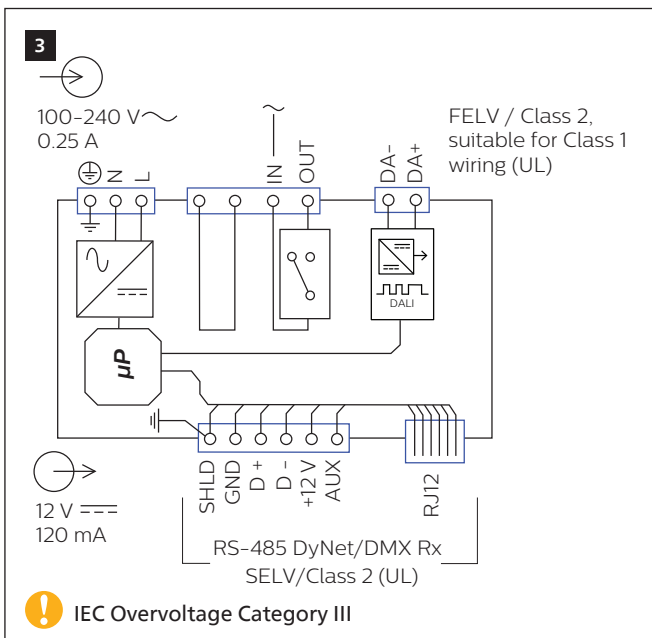 3
100-240 V
0.25 A
FELV / Class 2,
suitable for Class 1
wiring (UL)
N
L
IN
OUT
DA-
DA+
DALI
µP
SHLD
GND
D +
D -
+12 V
AUX
RJ12
12 V
120 mA
RS-485 DyNet/DMX Rx
SELV/Class 2 (UL)
! IEC Overvoltage Category III